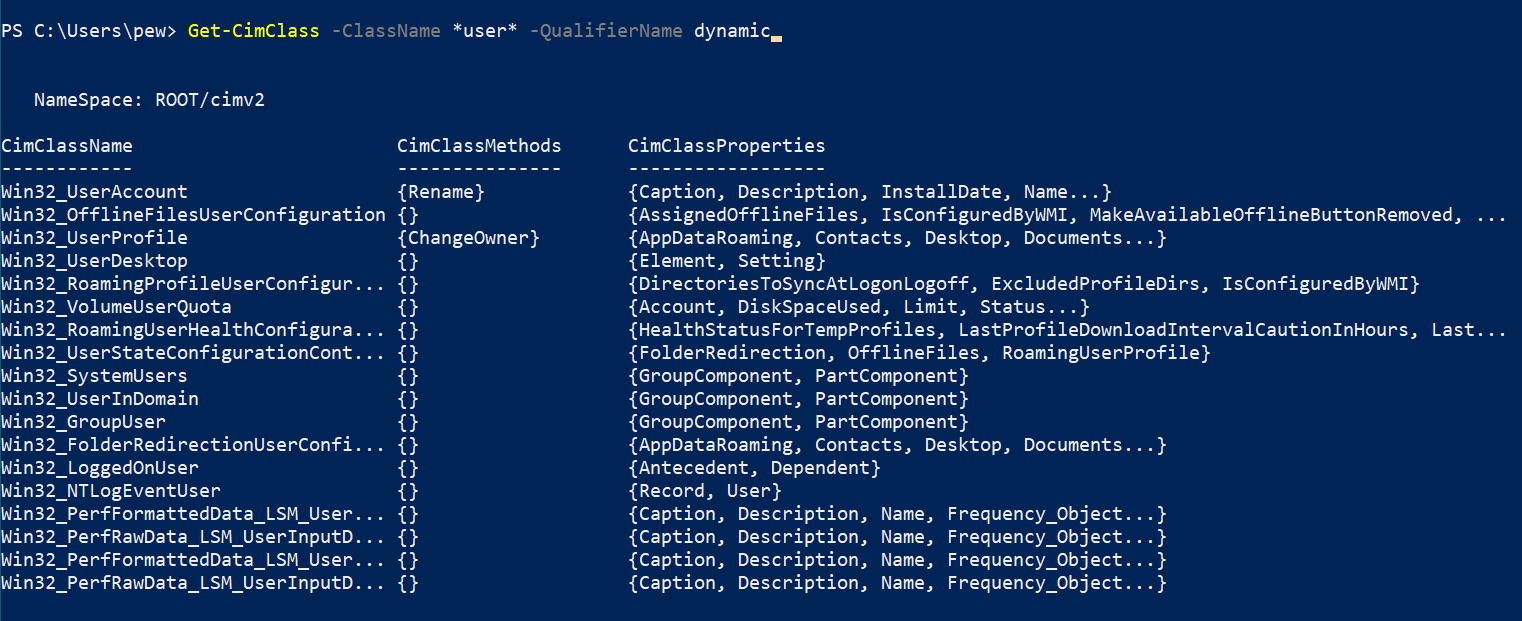 PS C:\Users\pew> Get-CimClass -ClassName *user* -QualifierName dynamic
NameSpace: ROOT/cimv2
CimClassName CimClassMethods CimClassProperties
------------ --------------- ------------------
Win32_UserAccount {Rename} {Caption, Description, InstallDate, Name...}
Win32_OfflineFilesUserConfiguration {} {AssignedOfflineFiles, IsConfiguredByWMI, MakeAvailableOfflineButtonRemoved, ...
Win32_UserProfile {ChangeOwner} {AppDataRoaming, Contacts, Desktop, Documents...}
Win32_UserDesktop {} {Element, Setting}
Win32_RoamingProfileUserConfigur... {} {DirectoriesToSyncAtLogonLogoff, ExcludedProfileDirs, IsConfiguredByWMI}
Win32_VolumeUserQuota {} {Account, DiskSpaceUsed, Limit, Status...}
Win32_RoamingUserHealthConfigura... {} {HealthStatusForTempProfiles, LastProfileDownloadIntervalCautionInHours, Last...
Win32_UserStateConfigurationCont... {} {FolderRedirection, OfflineFiles, RoamingUserProfile}
Win32_SystemUsers {} {GroupComponent, PartComponent}
Win32_UserInDomain {} {GroupComponent, PartComponent}
Win32_GroupUser {} {GroupComponent, PartComponent}
Win32_FolderRedirectionUserConfi... {} {AppDataRoaming, Contacts, Desktop, Documents...}
Win32_LoggedOnUser {} {Antecedent, Dependent}
Win32_NTLogEventUser {} {Record, User}
Win32_PerfFormattedData_LSM_User... {} {Caption, Description, Name, Frequency_Object...}
Win32_PerfRawData_LSM_UserInputD... {} {Caption, Description, Name, Frequency_Object...}
Win32_PerfFormattedData_LSM_User... {} {Caption, Description, Name, Frequency_Object...}
Win32_PerfRawData_LSM_UserInputD... {} {Caption, Description, Name, Frequency_Object...}